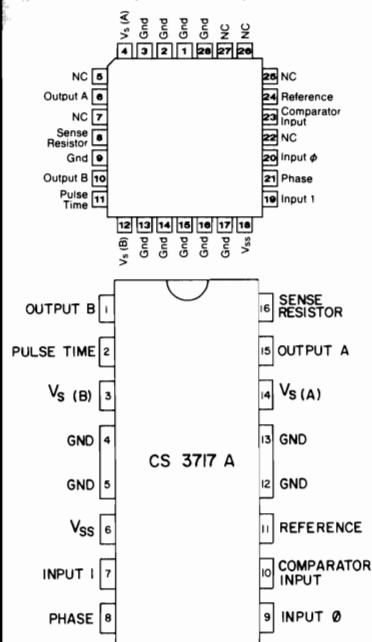 Vs (A) Gnd Gnd Gnd Gnd NC NC
4 3 2 1 28 27 26
NC 5
Output A 6
NC 7
Sense
Resistor 8
Gnd 9
Output B 10
Pulse
Time 11
25 NC
24 Reference
23 Comparator
Input
22 NC
20 Input ø
21 Phase
19 Input 1
12 13 14 15 16 17 18
Vs (B) Gnd Gnd Gnd Gnd Gnd Vss
OUTPUT B 1
PULSE TIME 2
VS (B) 3
GND 4
GND 5
VSS 6
INPUT 1 7
PHASE 8
CS 3717 A
16 SENSE
RESISTOR
15 OUTPUT A
14 VS (A)
13 GND
12 GND
11 REFERENCE
10 COMPARATOR
INPUT
9 INPUT Ø